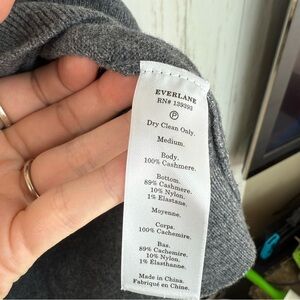 EVERLANE
RN# 139393
P
Dry Clean Only.
Medium.
Body.
100% Cashmere.
Bottom.
89% Cashmere.
10% Nylon.
1% Elastane.
Moyenne.
Corps.
100% Cachemire.
Bas.
89% Cachemire.
10% Nylon.
1% Élasthanne.
Made in China.
Fabriqué en Chine.